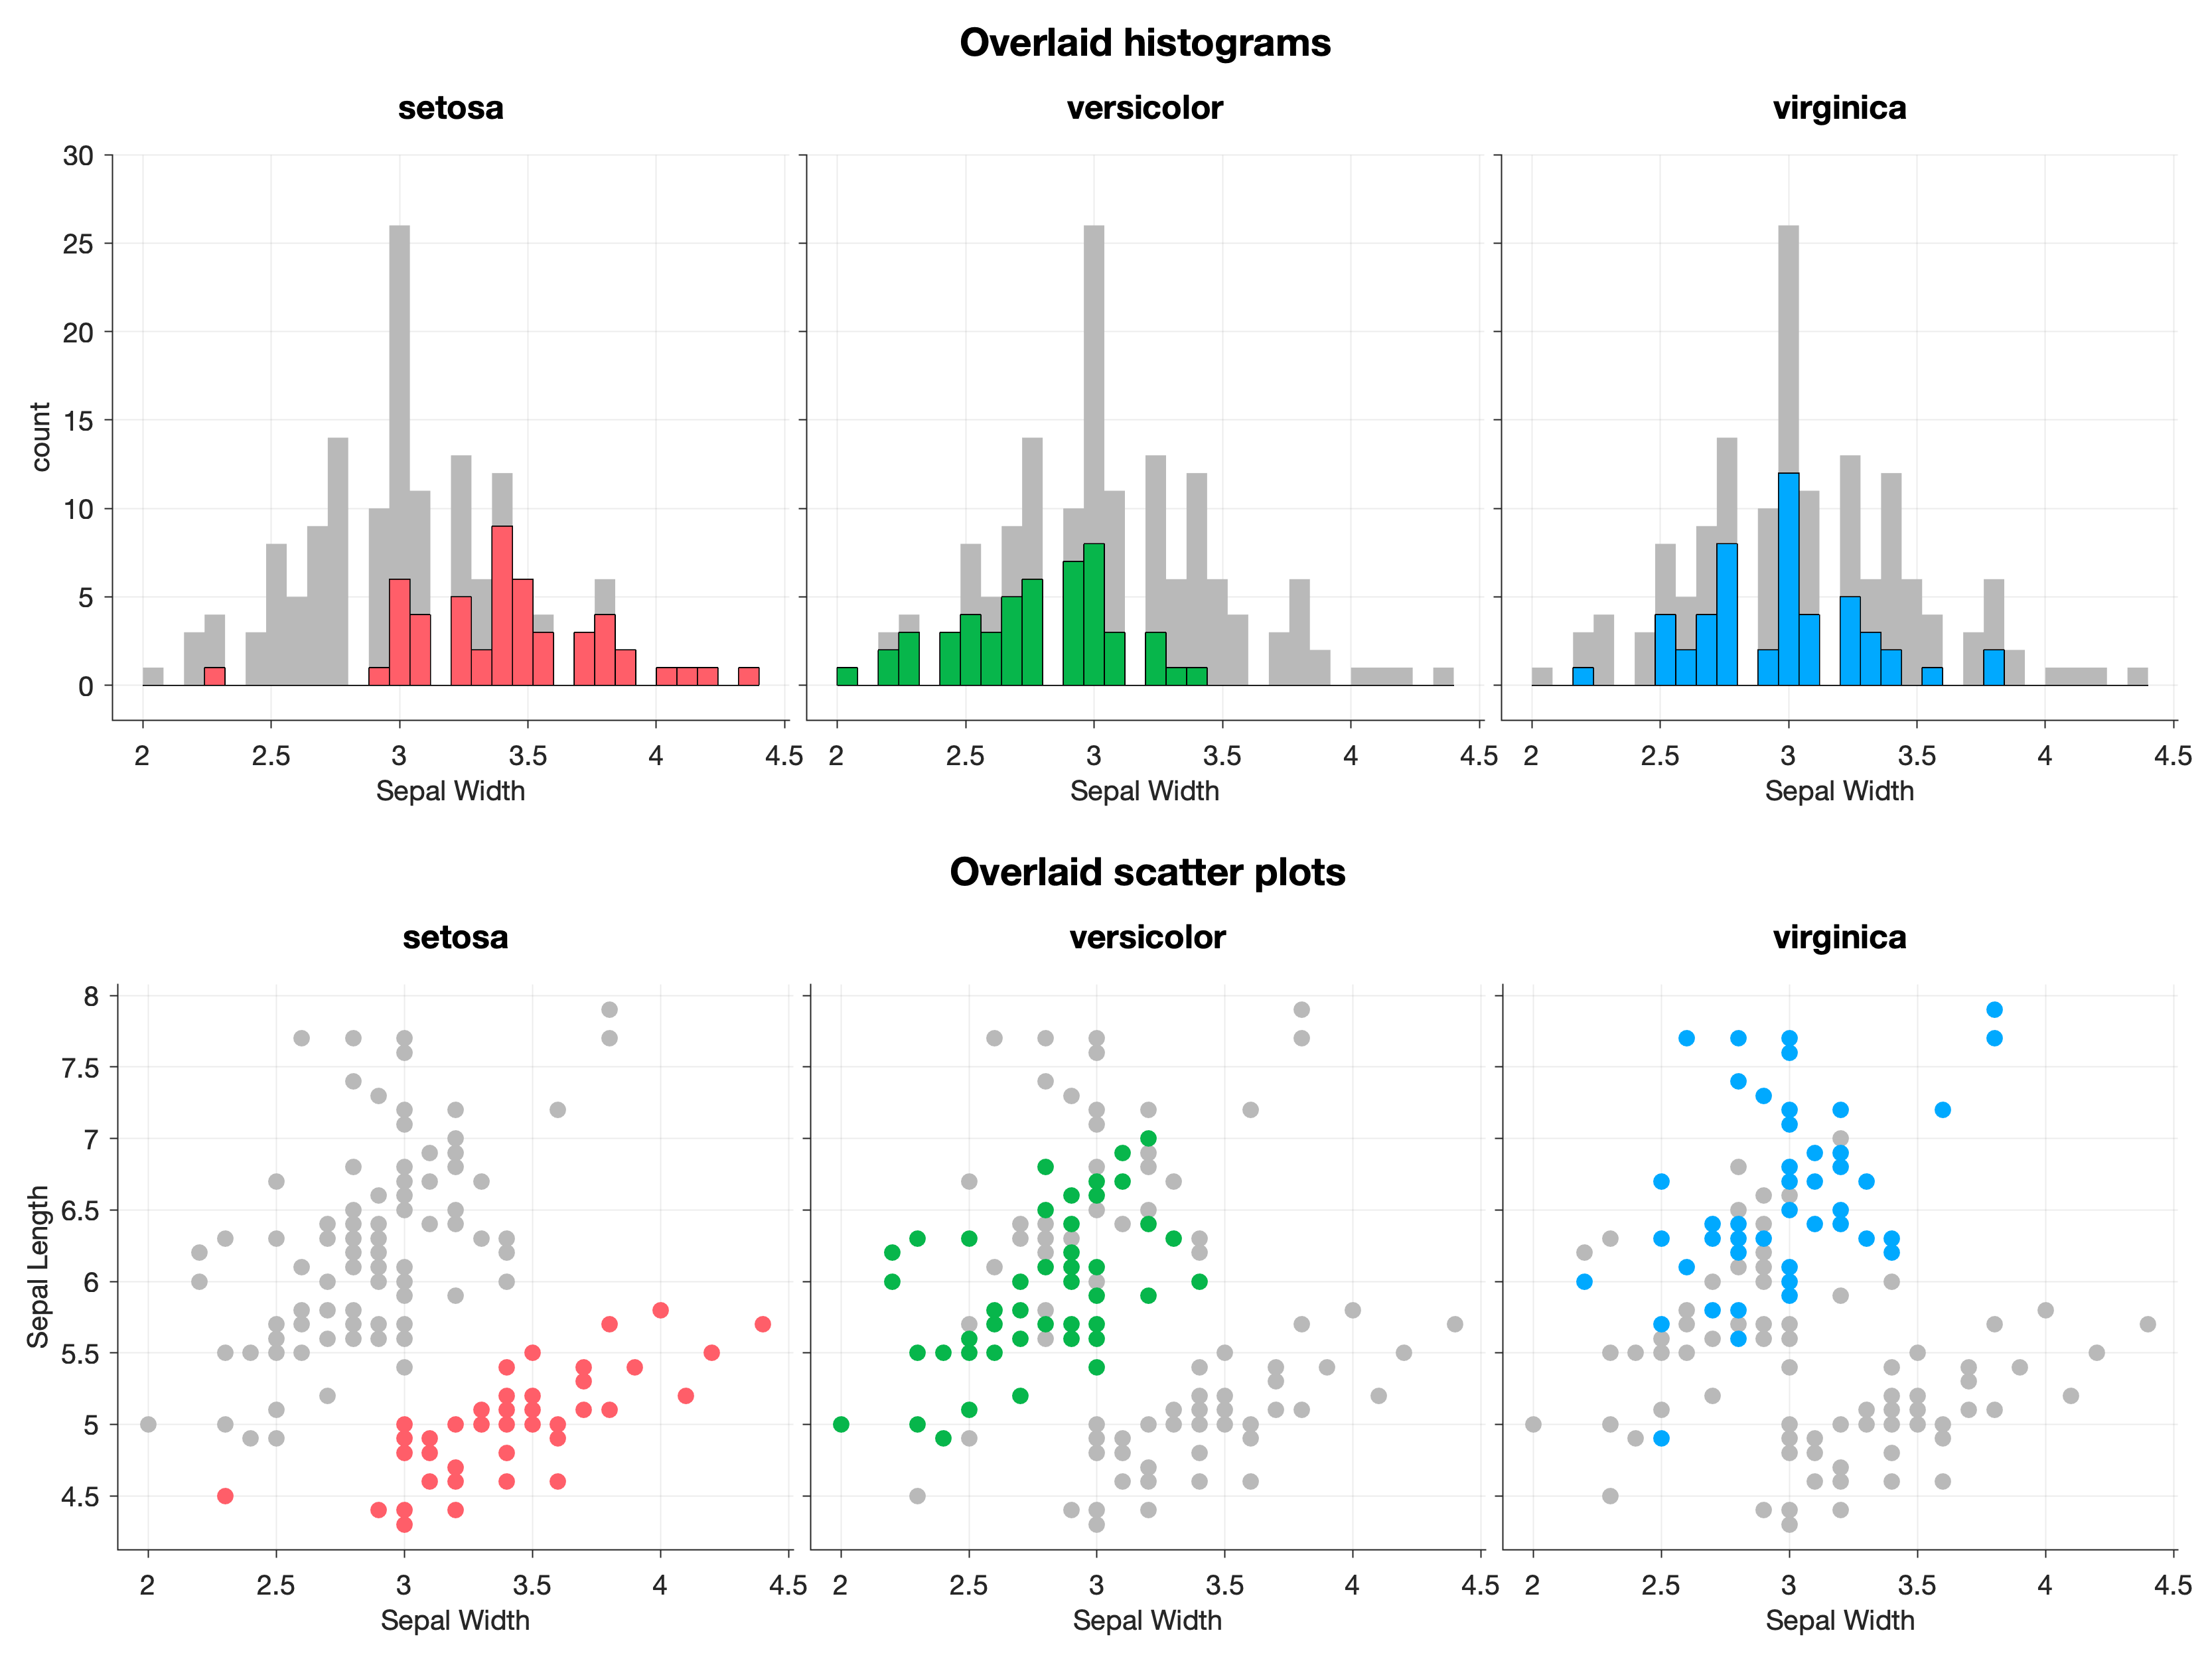 Overlaid histograms
setosa versicolor virginica
30
25
20
15
10
5
0
count
2 2.5 3 3.5 4 4.5 2 2.5 3 3.5 4 4.5 2 2.5 3 3.5 4 4.5
Sepal Width Sepal Width Sepal Width
Overlaid scatter plots
setosa versicolor virginica
8
7.5
7
6.5
6
5.5
5
4.5
Sepal Length
2 2.5 3 3.5 4 4.5 2 2.5 3 3.5 4 4.5 2 2.5 3 3.5 4 4.5
Sepal Width Sepal Width Sepal Width